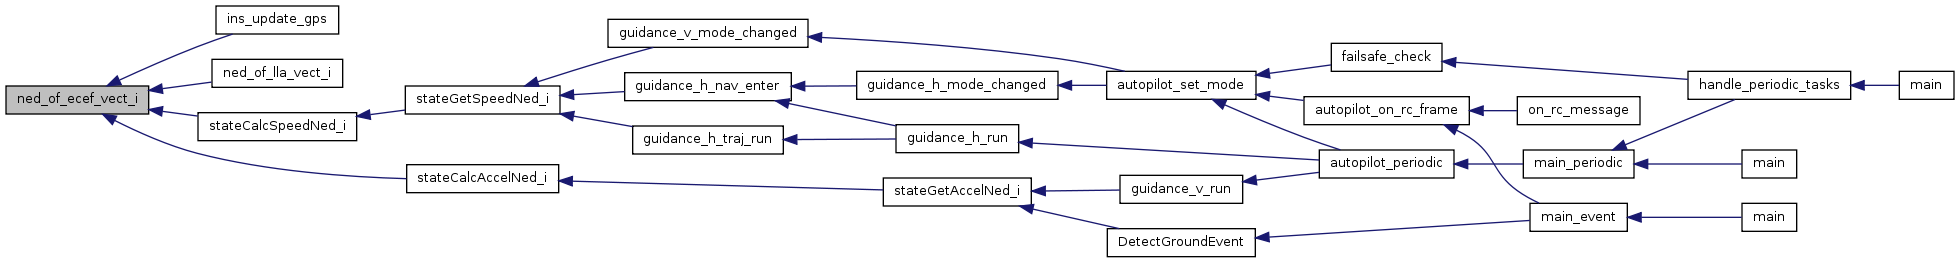 ned_of_ecef_vect_i
ins_update_gps
ned_of_lla_vect_i
stateCalcSpeedNed_i
stateCalcAccelNed_i
stateGetSpeedNed_i
guidance_v_mode_changed
guidance_h_nav_enter
guidance_h_traj_run
guidance_h_mode_changed
guidance_h_run
stateGetAccelNed_i
autopilot_set_mode
guidance_v_run
DetectGroundEvent
failsafe_check
autopilot_on_rc_frame
autopilot_periodic
on_rc_message
main_periodic
main_event
handle_periodic_tasks
main
main
main